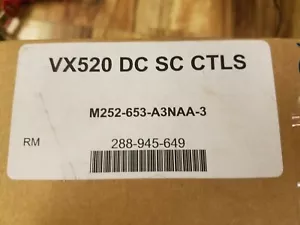 VX520 DC SC CTLS
M252-653-A3NAA-3
RM
288-945-649